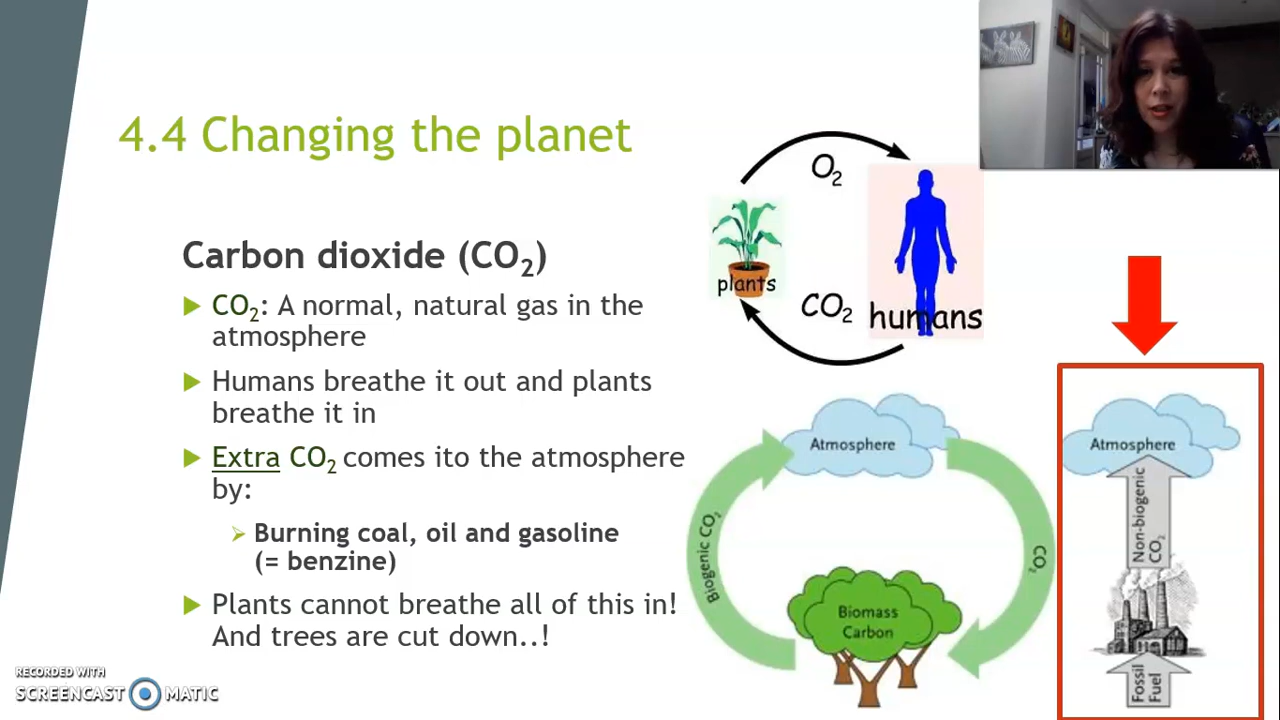 4.4 Changing the planet
Carbon dioxide (CO₂)
CO₂: A normal, natural gas in the
atmosphere
Humans breathe it out and plants
breathe it in
Extra CO₂ comes ito the atmosphere
by:
Burning coal, oil and gasoline
(= benzine)
Plants cannot breathe all of this in!
And trees are cut down..!
O₂
plants
CO₂
humans
Atmosphere
Biogenic CO₂
CO₂
Biomass
Carbon
Atmosphere
Non-biogenic
CO₂
Fossil
Fuel
RECORDED WITH
SCREENCAST MATIC